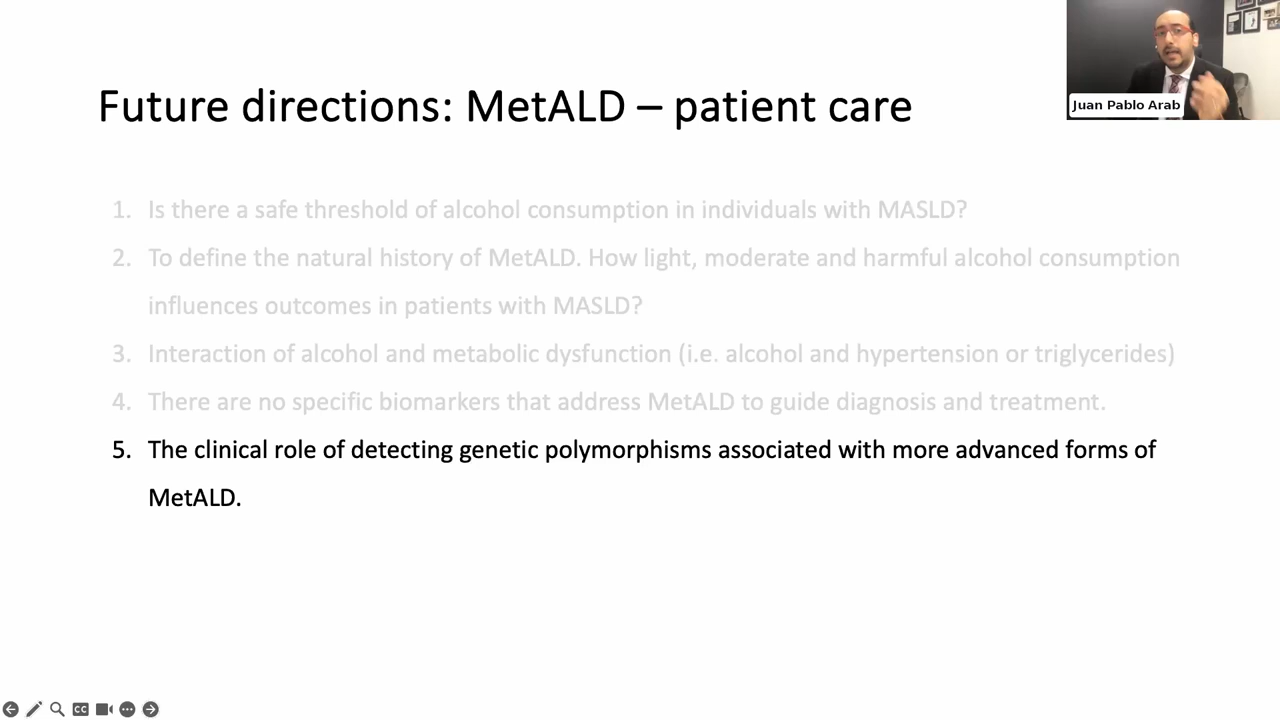 Juan Pablo Arab
Future directions: MetALD – patient care
1. Is there a safe threshold of alcohol consumption in individuals with MASLD?
2. To define the natural history of MetALD. How light, moderate and harmful alcohol consumption
influences outcomes in patients with MASLD?
3. Interaction of alcohol and metabolic dysfunction (i.e. alcohol and hypertension or triglycerides)
4. There are no specific biomarkers that address MetALD to guide diagnosis and treatment.
5. The clinical role of detecting genetic polymorphisms associated with more advanced forms of
MetALD.
CC